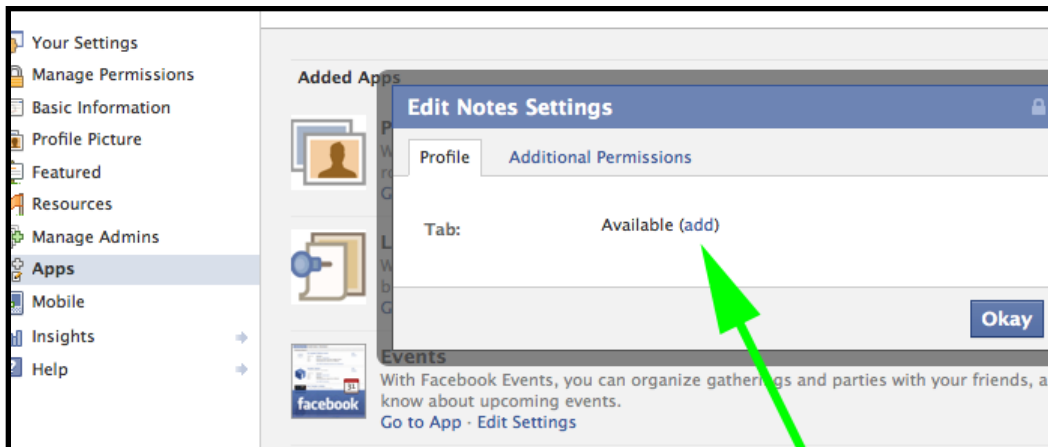 Your Settings
Manage Permissions
Basic Information
Profile Picture
Featured
Resources
Manage Admins
Apps
Mobile
Insights
Help
Added Apps
Edit Notes Settings
Profile
Additional Permissions
Tab:
Available (add)
Okay
Events
With Facebook Events, you can organize gatherings and parties with your friends, a
know about upcoming events.
Go to App · Edit Settings
31
facebook